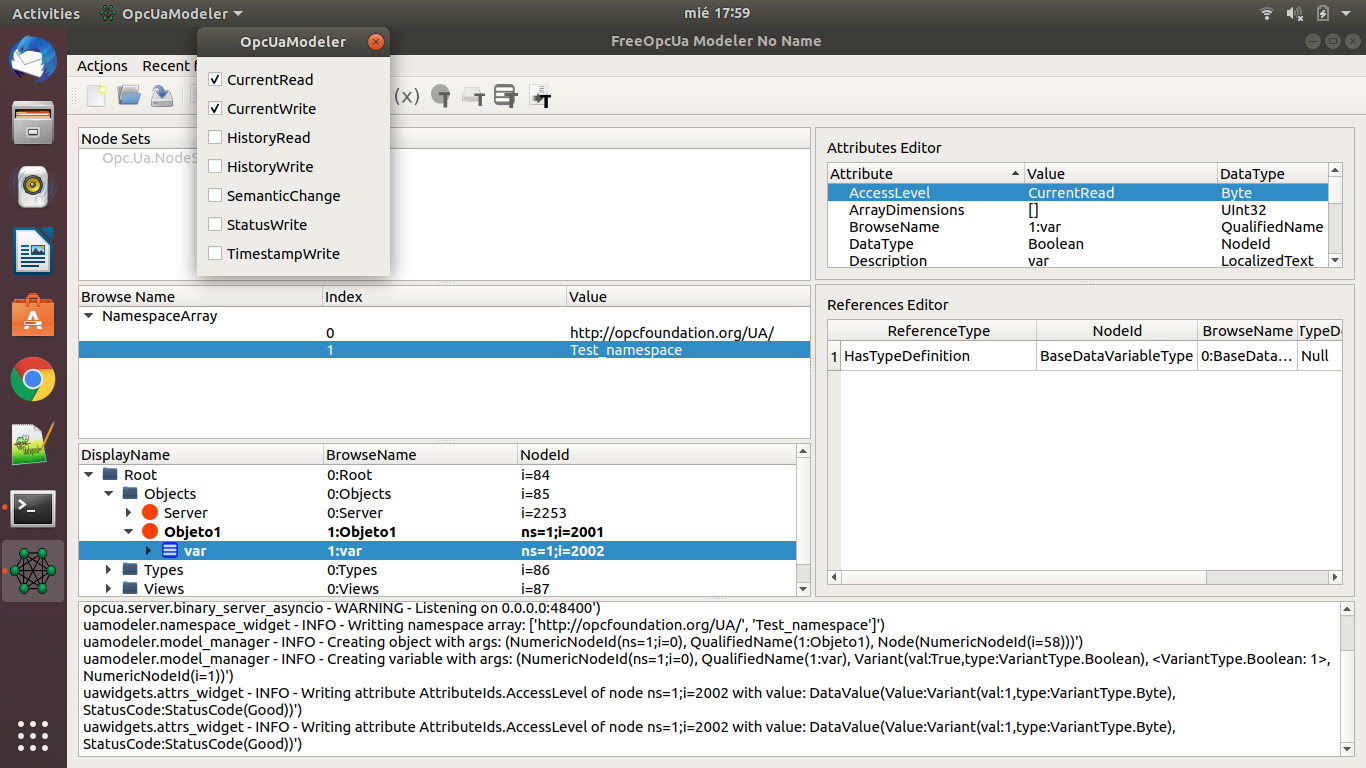 Activities
OpcUaModeler
mié 17:59
OpcUaModeler
FreeOpcUa Modeler No Name
Actions
Recent
CurrentRead
CurrentWrite
HistoryRead
HistoryWrite
SemanticChange
StatusWrite
TimestampWrite
(x)
Node Sets
Opc.Ua.NodeS
Attributes Editor
Attribute Value DataType
AccessLevel CurrentRead Byte
ArrayDimensions [] UInt32
BrowseName 1:var QualifiedName
DataType Boolean NodeId
Description var LocalizedText
Browse Name Index Value
NamespaceArray
0 http://opcfoundation.org/UA/
1 Test_namespace
References Editor
ReferenceType NodeId BrowseName TypeD
1 HasTypeDefinition BaseDataVariableType 0:BaseData... Null
DisplayName BrowseName NodeId
Root 0:Root i=84
Objects 0:Objects i=85
Server 0:Server i=2253
Objeto1 1:Objeto1 ns=1;i=2001
var 1:var ns=1;i=2002
Types 0:Types i=86
Views 0:Views i=87
opcua.server.binary_server_asyncio - WARNING - Listening on 0.0.0.0:48400')
uamodeler.namespace_widget - INFO - Writting namespace array: ['http://opcfoundation.org/UA/', 'Test_namespace']')
uamodeler.model_manager - INFO - Creating object with args: (NumericNodeId(ns=1;i=0), QualifiedName(1:Objeto1), Node(NumericNodeId(i=58)))')
uamodeler.model_manager - INFO - Creating variable with args: (NumericNodeId(ns=1;i=0), QualifiedName(1:var), Variant(val:True,type:VariantType.Boolean), <VariantType.Boolean: 1>,
NumericNodeId(i=1))')
uawidgets.attrs_widget - INFO - Writing attribute AttributeIds.AccessLevel of node ns=1;i=2002 with value: DataValue(Value:Variant(val:1,type:VariantType.Byte),
StatusCode:StatusCode(Good))')
uawidgets.attrs_widget - INFO - Writing attribute AttributeIds.AccessLevel of node ns=1;i=2002 with value: DataValue(Value:Variant(val:1,type:VariantType.Byte),
StatusCode:StatusCode(Good))')